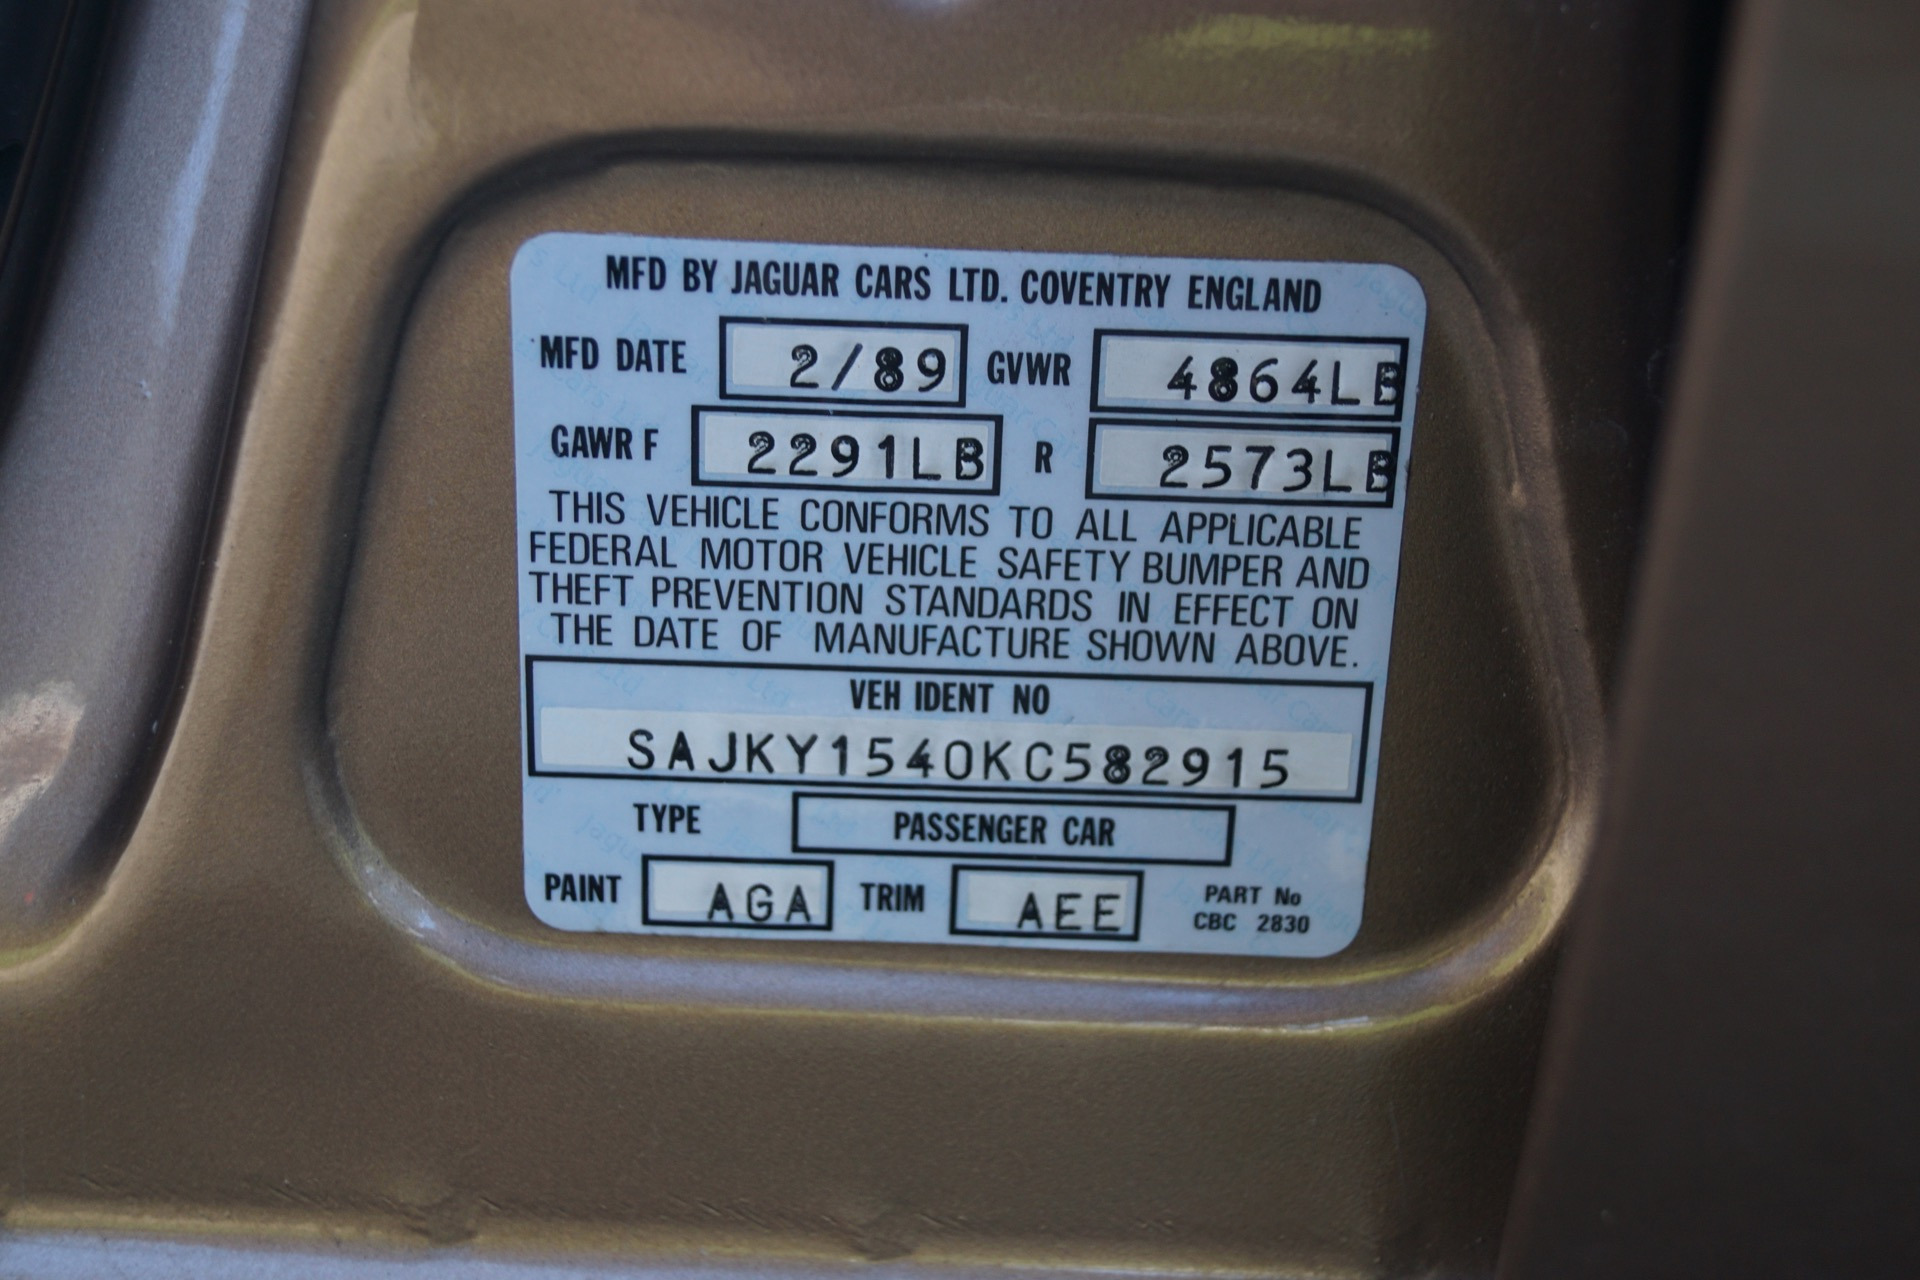 MFD BY JAGUAR CARS LTD. COVENTRY ENGLAND
MFD DATE 2/89 GVWR 4864LB
GAWR F 2291LB R 2573LB
THIS VEHICLE CONFORMS TO ALL APPLICABLE
FEDERAL MOTOR VEHICLE SAFETY BUMPER AND
THEFT PREVENTION STANDARDS IN EFFECT ON
THE DATE OF MANUFACTURE SHOWN ABOVE.
VEH IDENT NO
SAJKY1540KC582915
TYPE PASSENGER CAR
PAINT AGA TRIM AEE PART No
CBC 2830